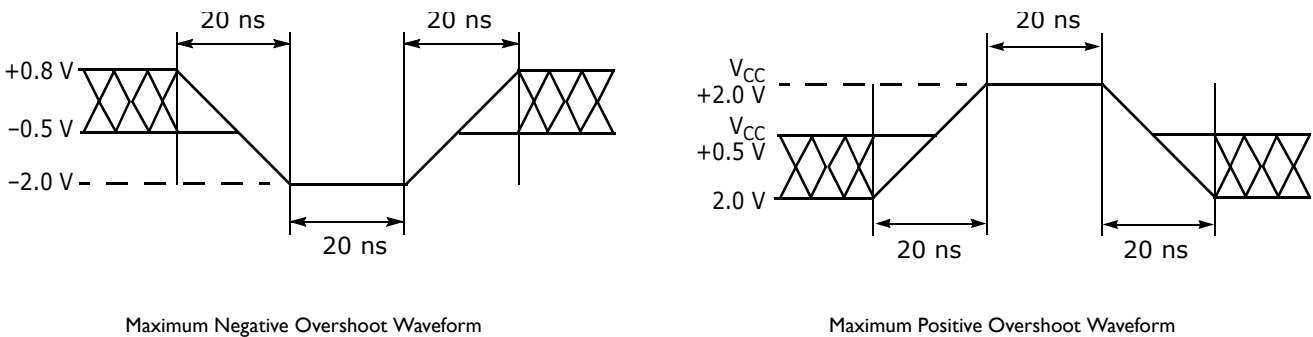 20 ns
20 ns
+0.8 V
–0.5 V
–2.0 V
20 ns
Maximum Negative Overshoot Waveform
20 ns
VCC
+2.0 V
VCC
+0.5 V
2.0 V
20 ns
20 ns
Maximum Positive Overshoot Waveform